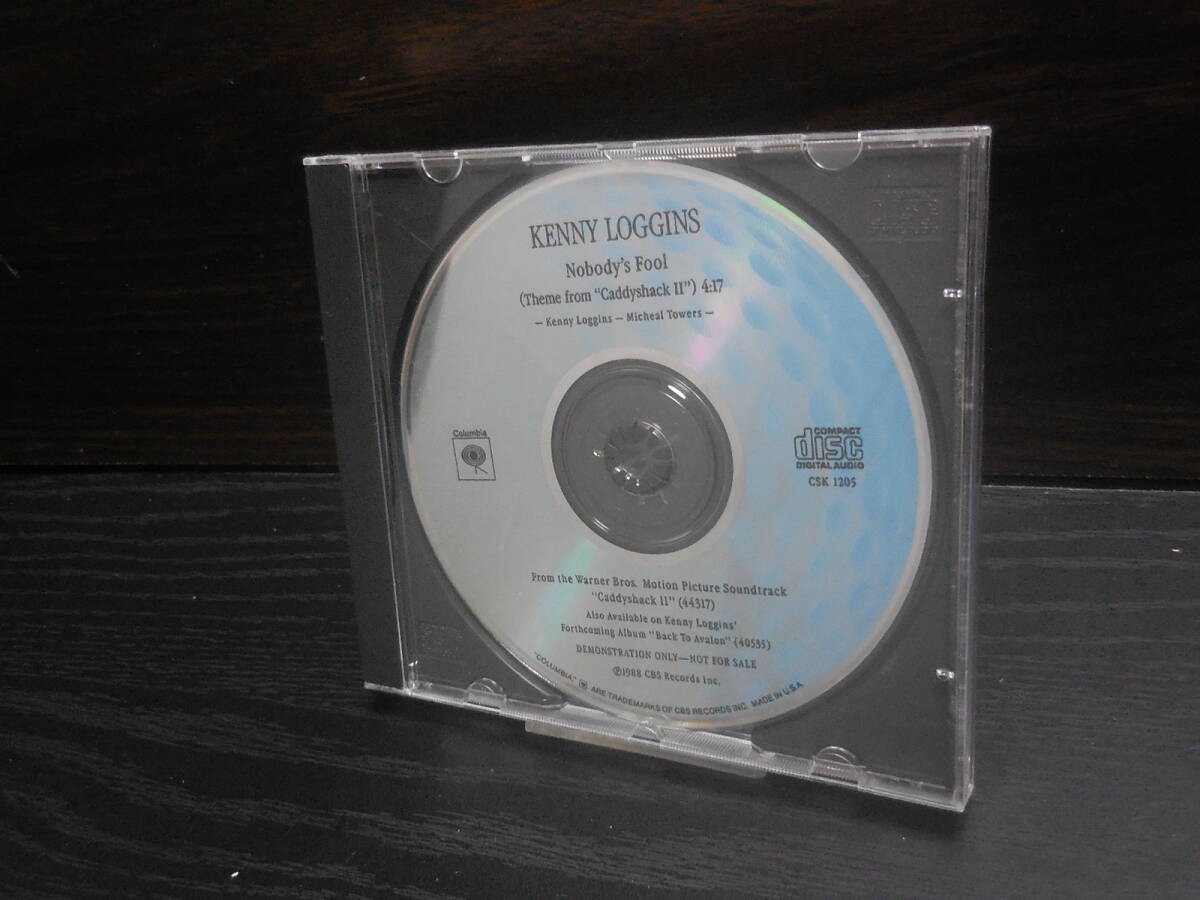 KENNY LOGGINS
Nobody's Fool
(Theme from "Caddyshack II") 4:17
– Kenny Loggins – Micheal Towers –
Columbia
COMPACT
disc
DIGITAL AUDIO
CSK 1205
From the Warner Bros. Motion Picture Soundtrack
"Caddyshack II" (44317)
Also Available on Kenny Loggins'
Forthcoming Album "Back To Avalon" (40535)
DEMONSTRATION ONLY—NOT FOR SALE
℗1988 CBS Records Inc.
"COLUMBIA," ARE TRADEMARKS OF CBS RECORDS INC. MADE IN U.S.A.